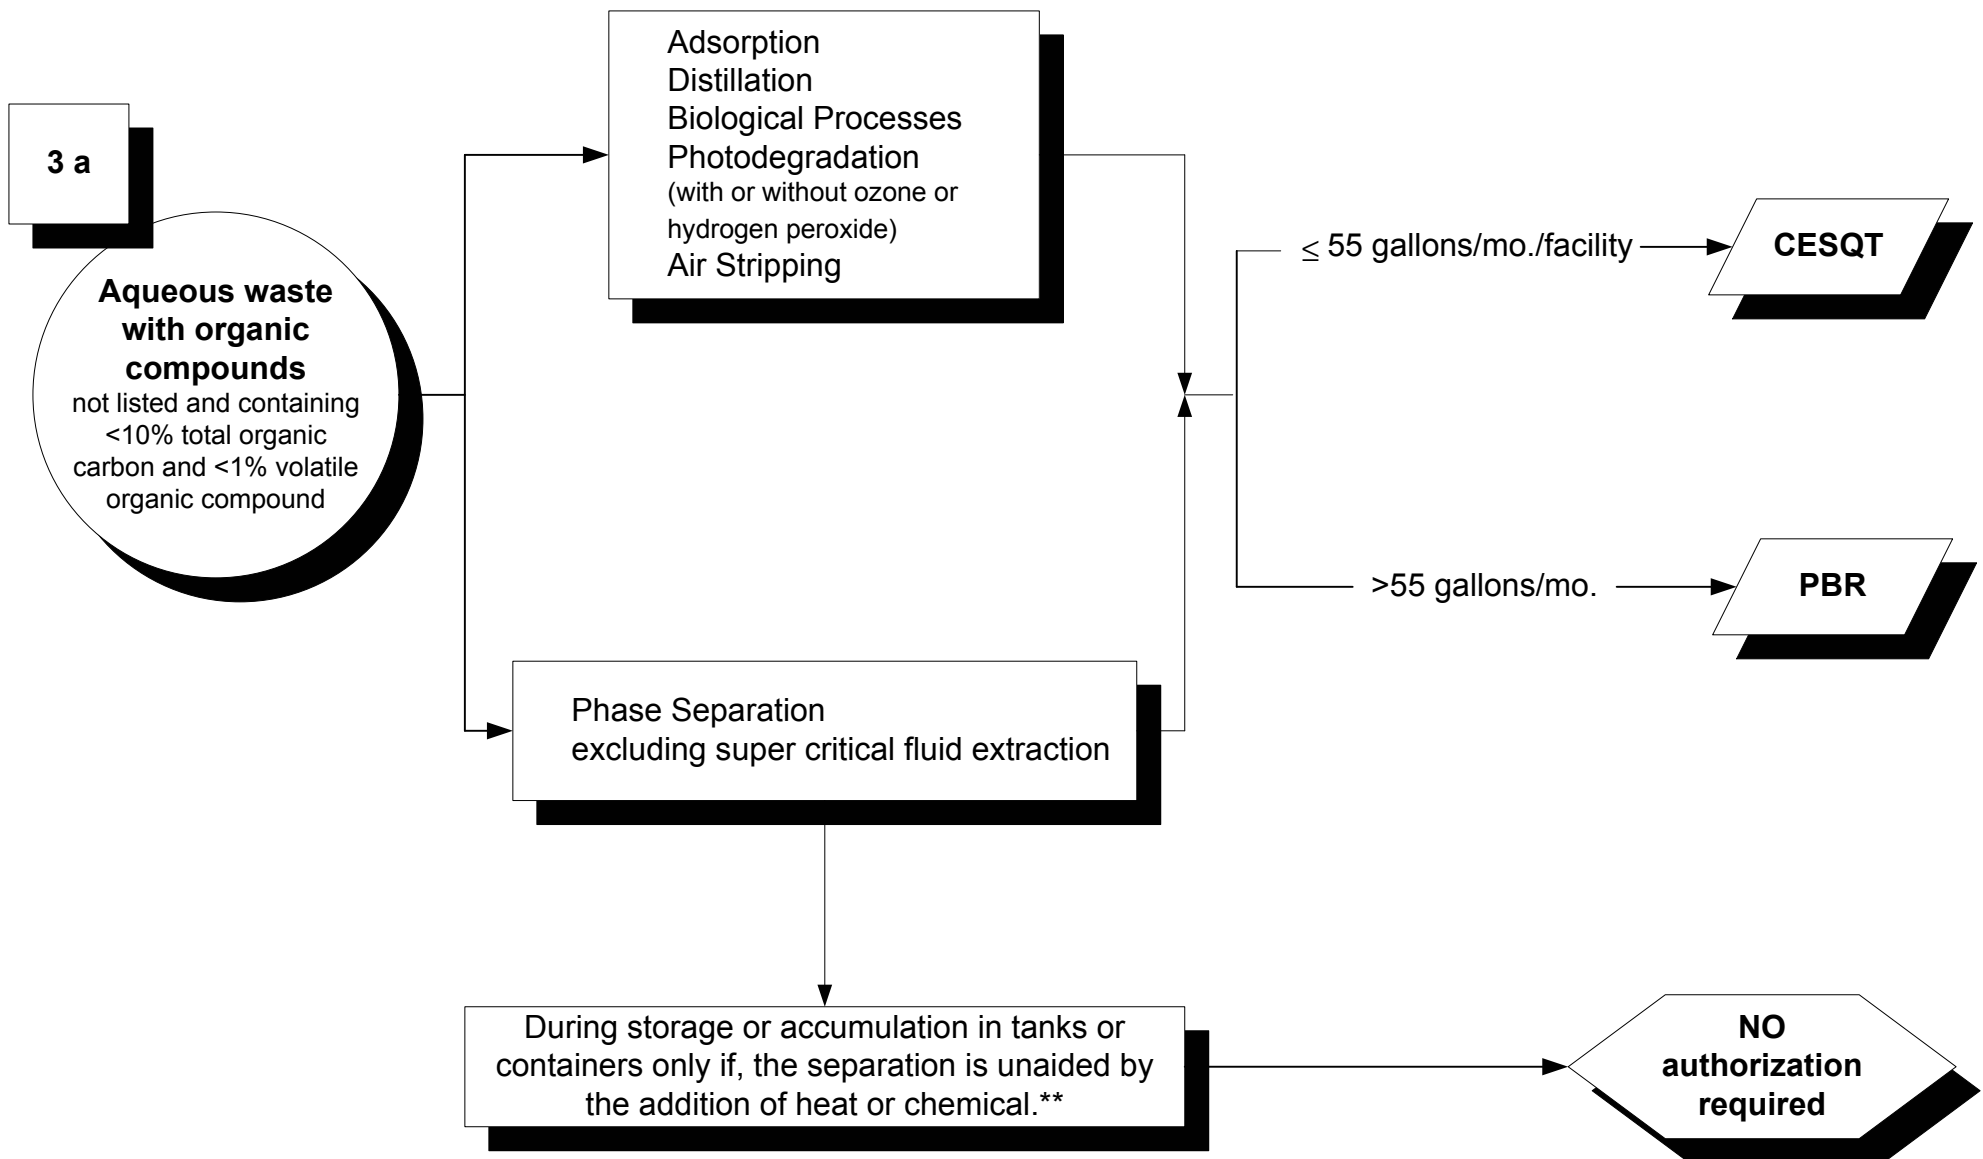 3 a
Aqueous waste
with organic
compounds
not listed and containing
<10% total organic
carbon and <1% volatile
organic compound
Adsorption
Distillation
Biological Processes
Photodegradation
(with or without ozone or
hydrogen peroxide)
Air Stripping
≤ 55 gallons/mo./facility
CESQT
>55 gallons/mo.
PBR
Phase Separation
excluding super critical fluid extraction
During storage or accumulation in tanks or
containers only if, the separation is unaided by
the addition of heat or chemical.**
NO
authorization
required